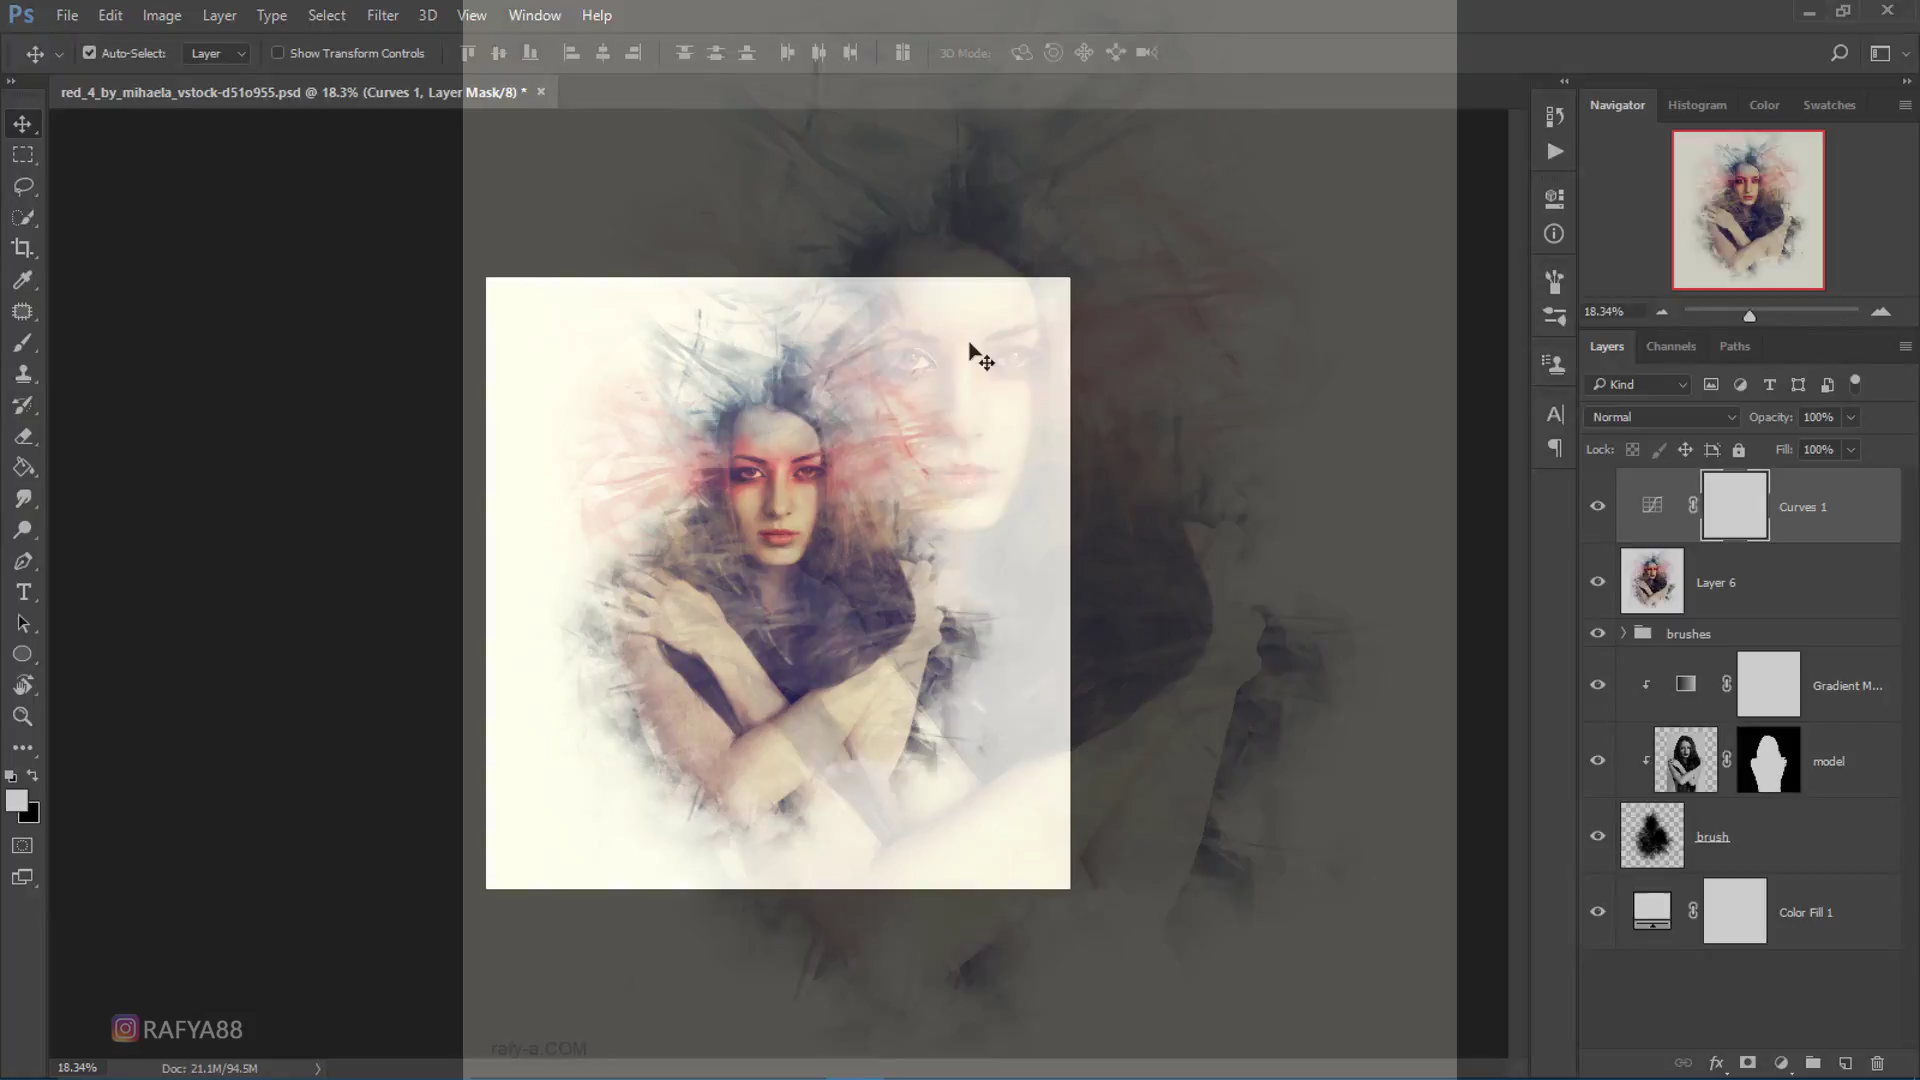 Ps File Edit Image Layer Type Select Filter 3D View Window Help
Auto-Select: Layer Show Transform Controls 3D Mode:
red_4_by_mihaela_vstock-d51o955.psd @ 18.3% (Curves 1, Layer Mask/8) * ×
Navigator Histogram Color Swatches
18.34%
Layers Channels Paths
Kind
Normal Opacity: 100%
Lock: Fill: 100%
Curves 1
Layer 6
brushes
Gradient M...
model
brush
Color Fill 1
RAFYA88
rafy-a.COM
18.34% Doc: 21.1M/94.5M